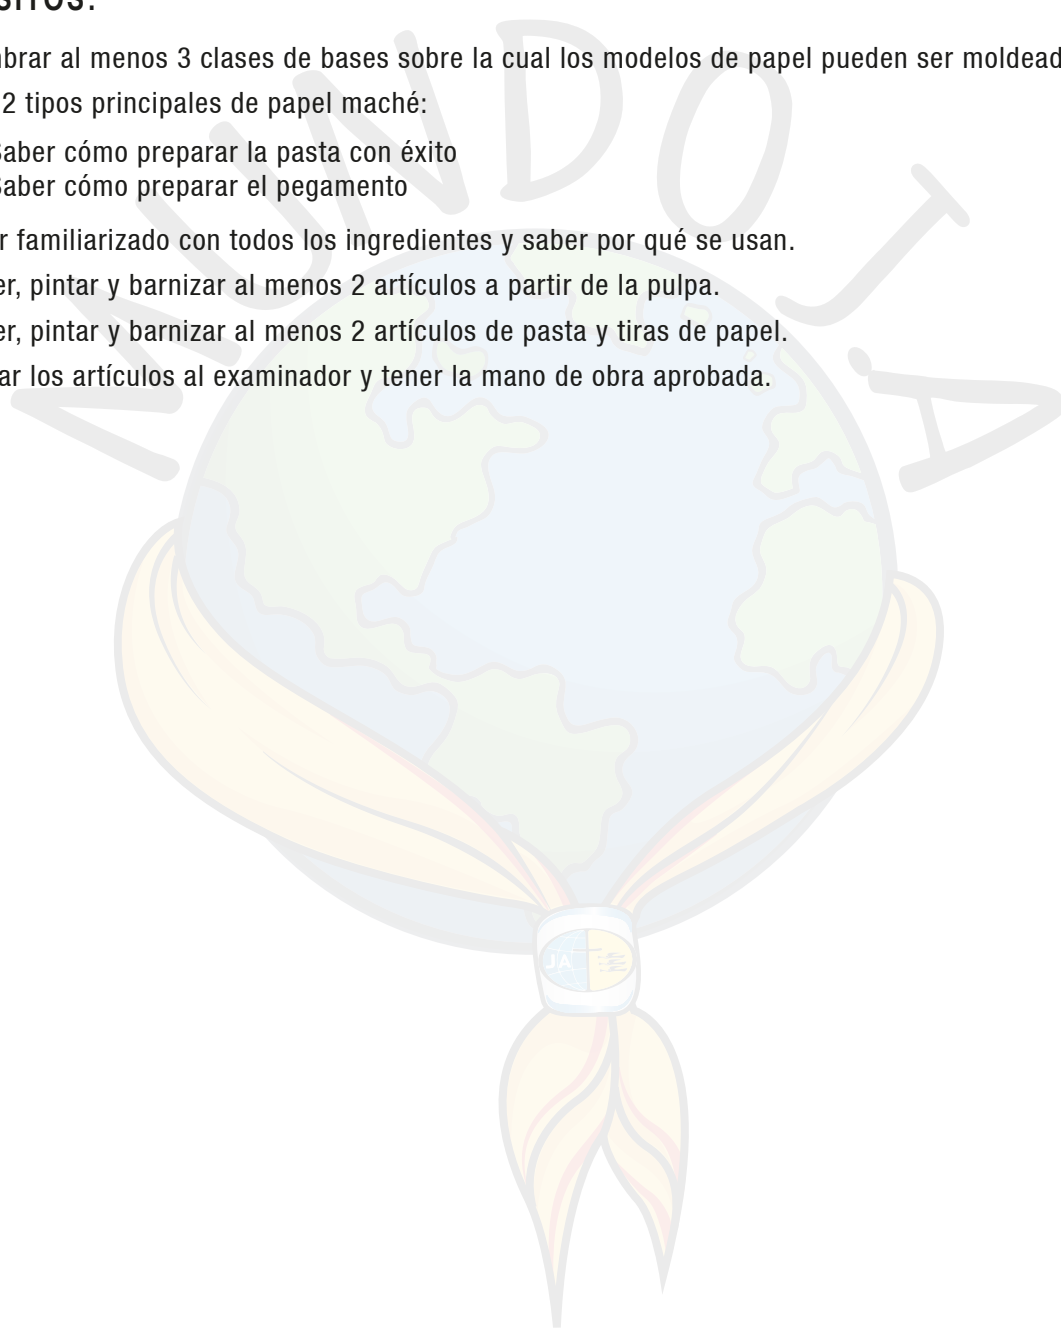 SITOS:
brar al menos 3 clases de bases sobre la cual los modelos de papel pueden ser moldead
2 tipos principales de papel maché:
Saber cómo preparar la pasta con éxito
Saber cómo preparar el pegamento
r familiarizado con todos los ingredientes y saber por qué se usan.
er, pintar y barnizar al menos 2 artículos a partir de la pulpa.
er, pintar y barnizar al menos 2 artículos de pasta y tiras de papel.
ar los artículos al examinador y tener la mano de obra aprobada.
MUNDO JA
JA